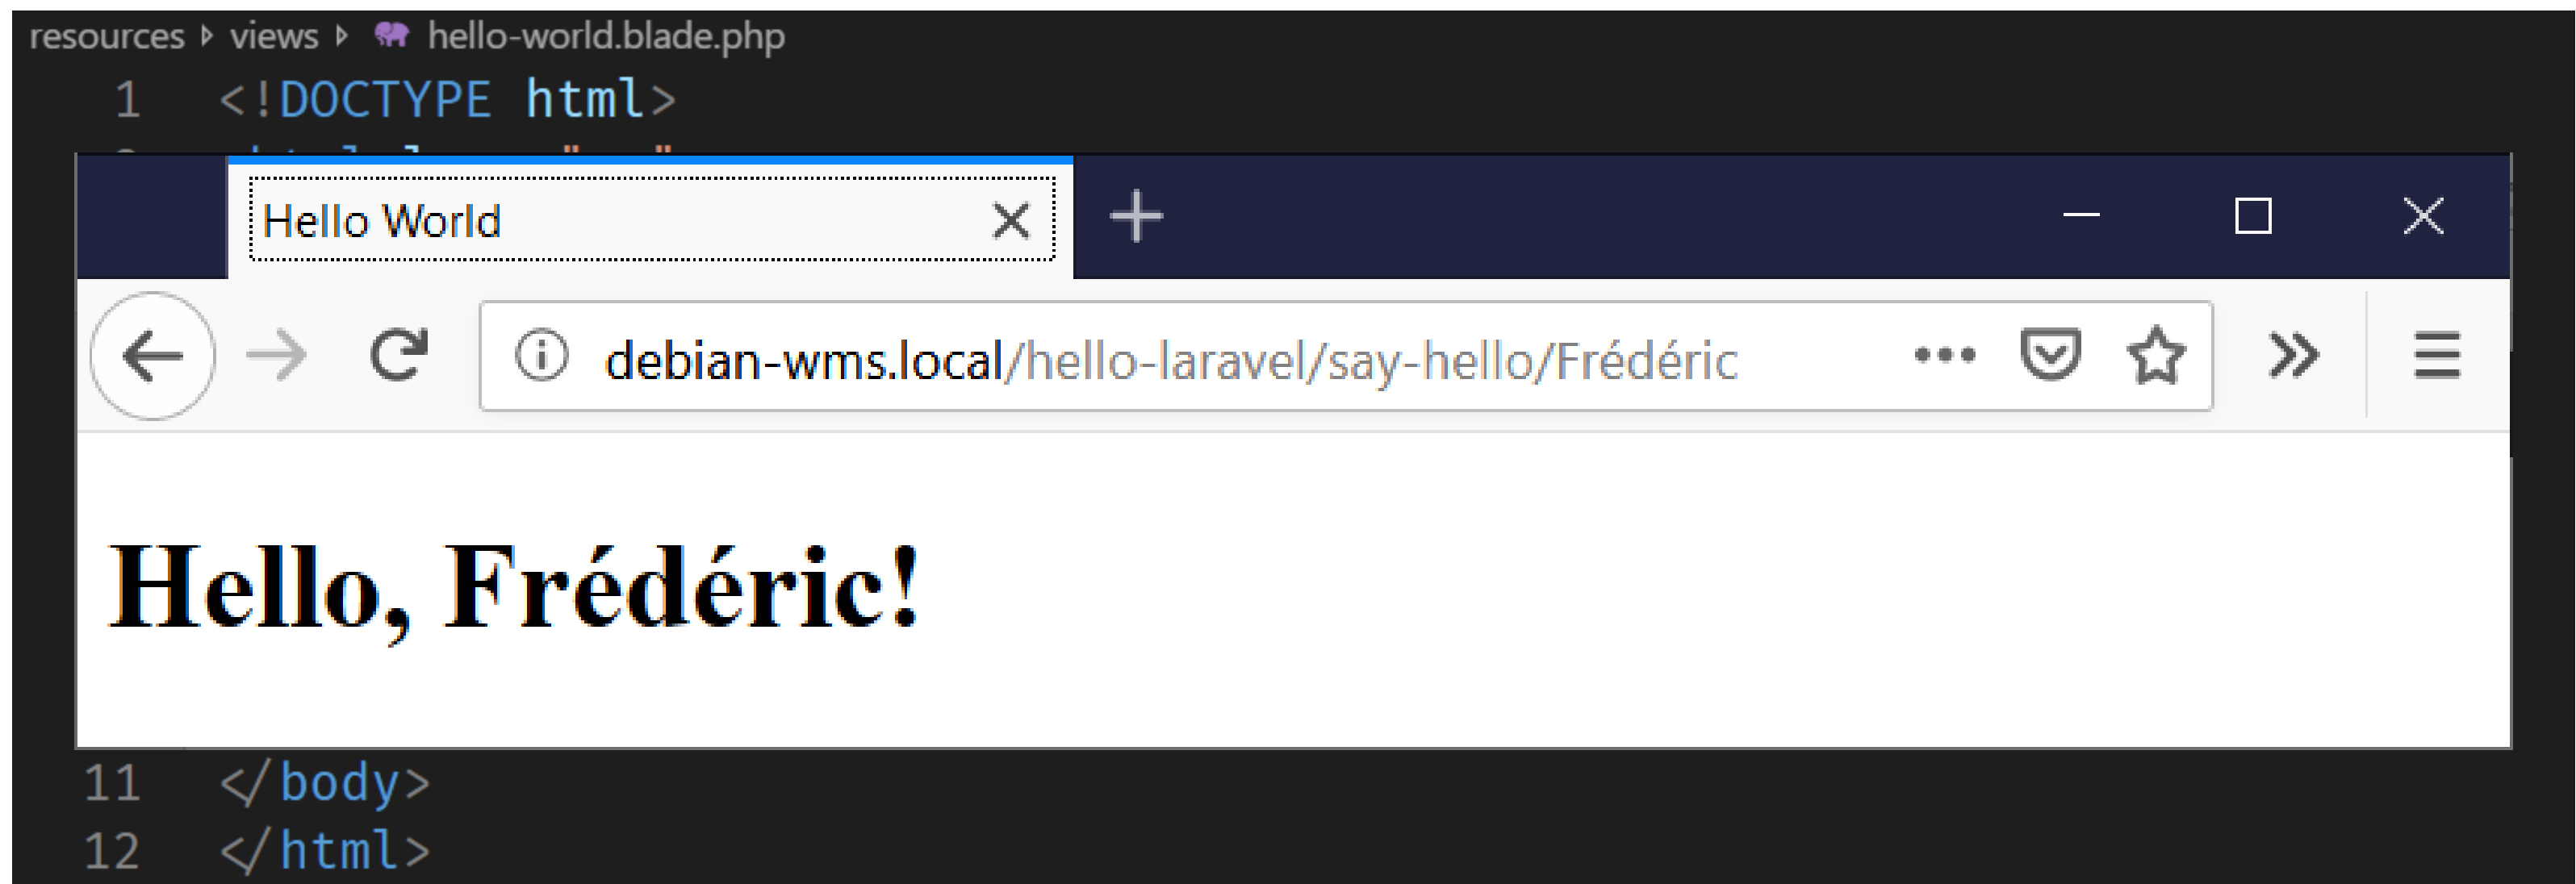 resources views hello-world.blade.php
1 <!DOCTYPE html>
Hello World
debian-wms.local/hello-laravel/say-hello/Frédéric
Hello, Frédéric!
11 </body>
12 </html>